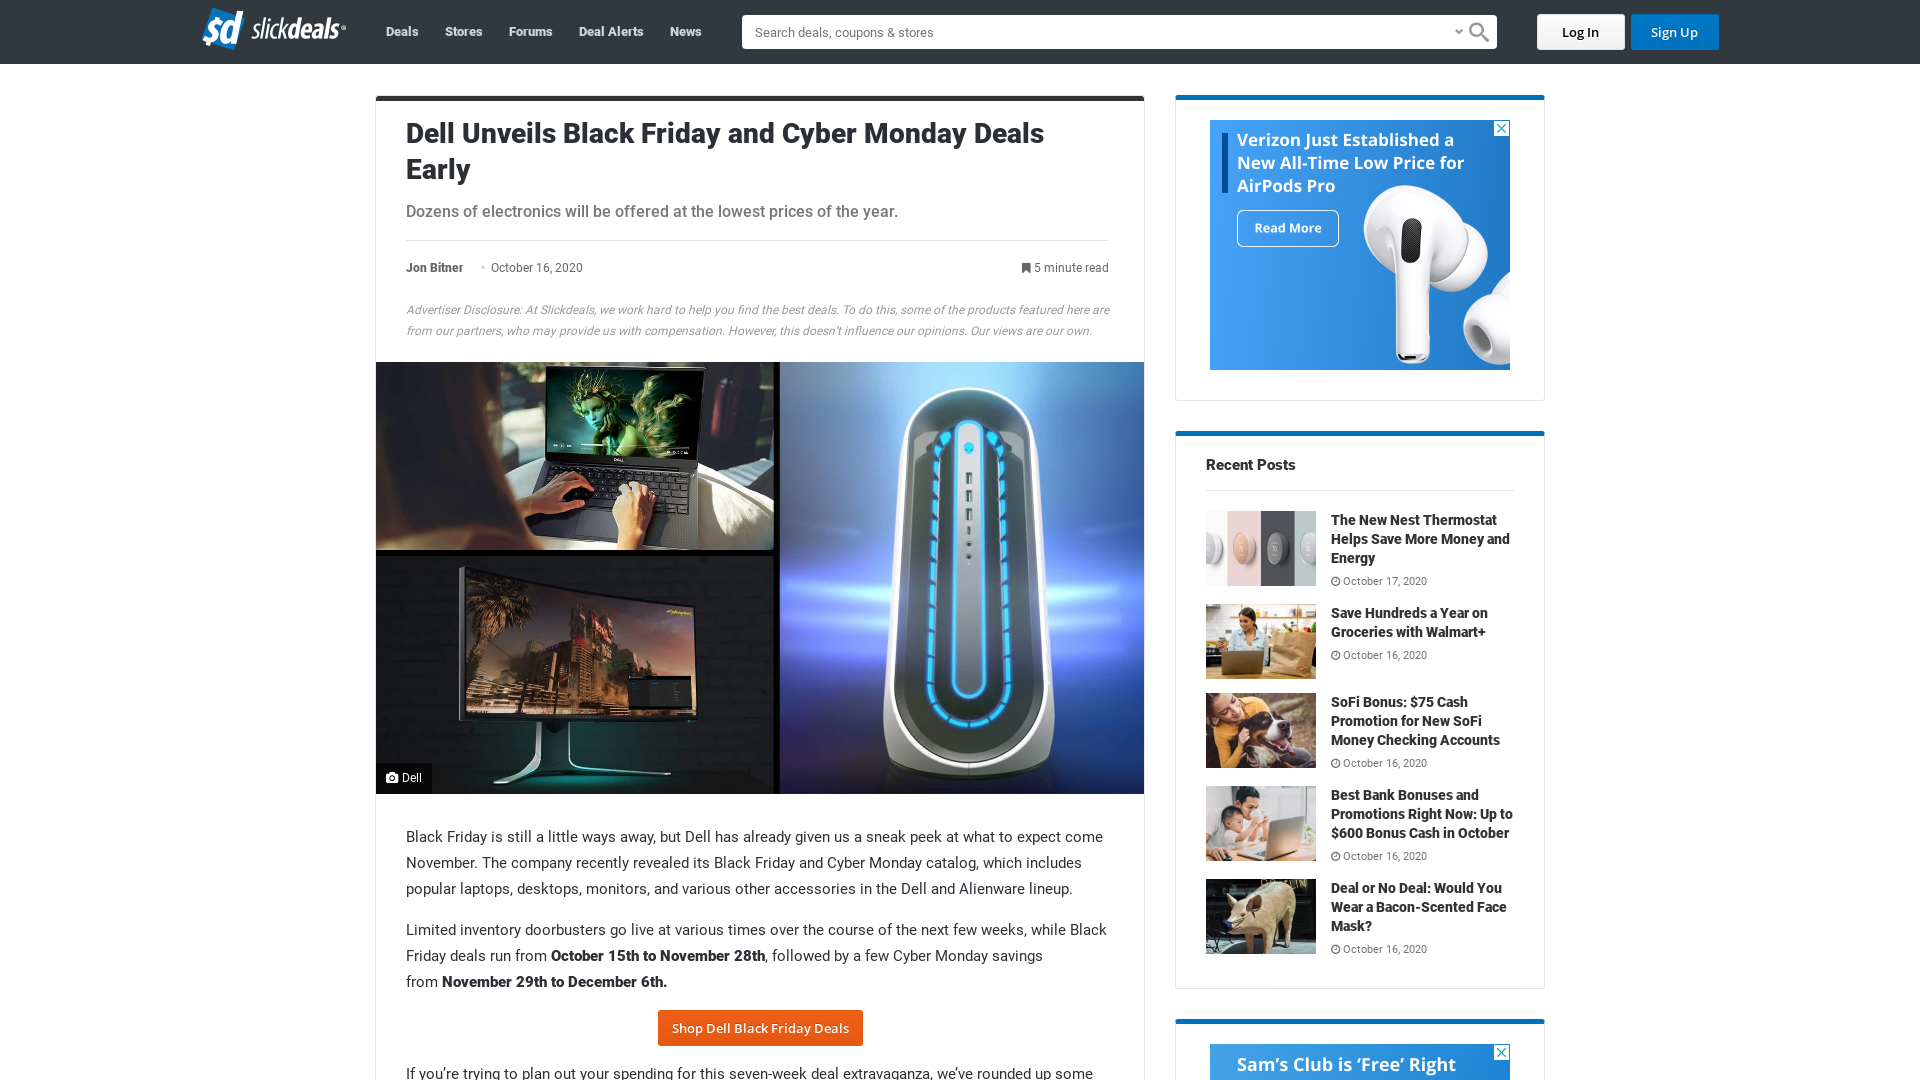 $d slickdeals
Deals Stores Forums Deal Alerts News
Search deals, coupons & studies
Log In
Sign Up
Dell Unveils Black Friday and Cyber Monday Deals
Early
Dozens of electronics will be offered at the lowest prices of the year.
Jon Bitner • October 16, 2020
5 minute read
Advertiser Disclosure: At Slickdeals, we work hard to help you find the best deals. To do this, some of the products featured here are
from our partners, who may provide us with compensation. However, this doesn't influence our opinions. Our views are our own.
Dell
Black Friday is still a little ways away, but Dell has already given us a sneak peek at what to expect come
November. The company recently revealed its Black Friday and Cyber Monday catalog, which includes
popular laptops, desktops, monitors, and various other accessories in the Dell and Alienware lineup.
Limited inventory doorbusters go live at various times over the course of the next few weeks, while Black
Friday deals run from October 15th to November 28th, followed by a few Cyber Monday savings
from November 29th to December 6th.
Shop Dell Black Friday Deals
If you’re trying to plan out your spending for this seven-week deal extravaganza, we’ve rounded up some
Verizon Just Established a
New All-Time Low Price for
AirPods Pro
Read More
Recent Posts
The New Nest Thermostat
Helps Save More Money and
Energy
October 17, 2020
Save Hundreds a Year on
Groceries with Walmart+
October 16, 2020
SoFi Bonus: $75 Cash
Promotion for New SoFi
Money Checking Accounts
October 16, 2020
Best Bank Bonuses and
Promotions Right Now: Up to
$600 Bonus Cash in October
October 16, 2020
Deal or No Deal: Would You
Wear a Bacon-Scented Face
Mask?
October 16, 2020
Sam’s Club is ‘Free’ Right